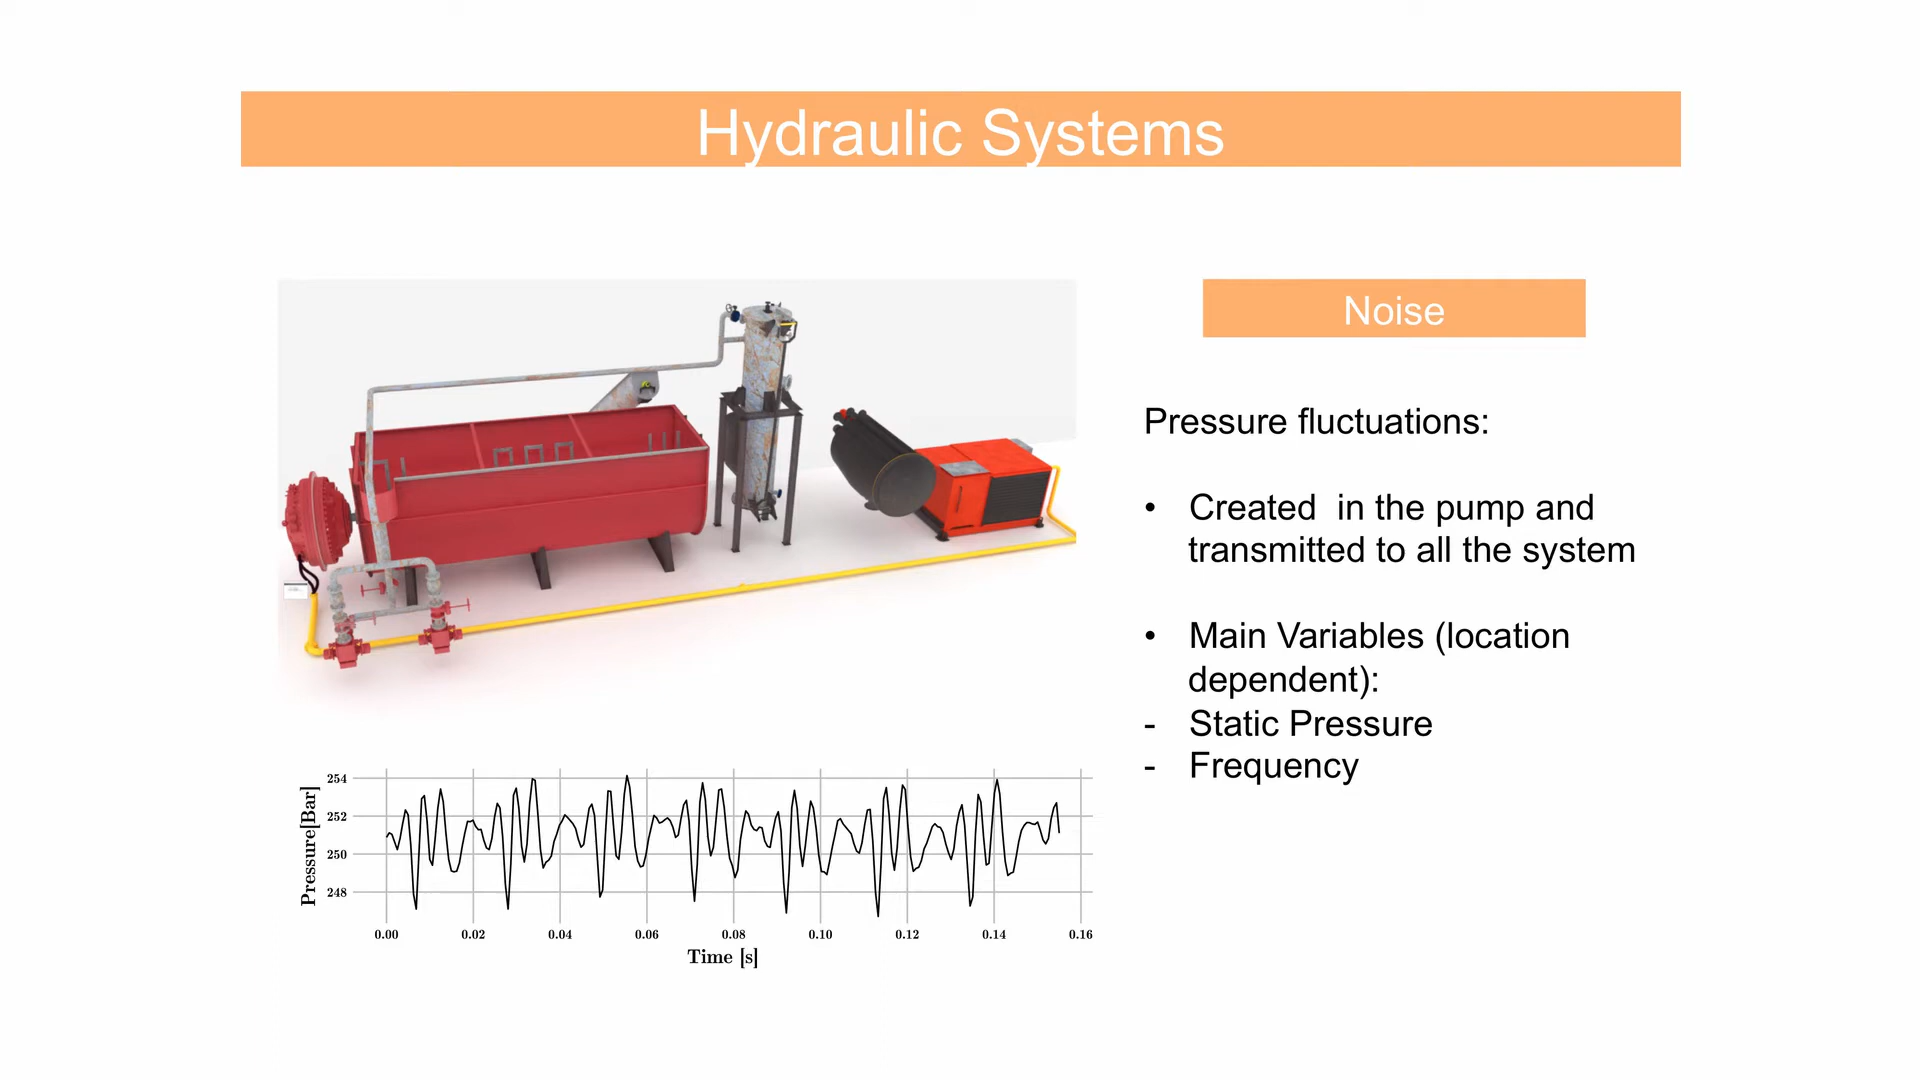 Hydraulic Systems
Noise
Pressure fluctuations:
• Created  in the pump and
transmitted to all the system
• Main Variables (location
dependent):
- Static Pressure
- Frequency
Pressure[Bar]
254
252
250
248
0.00 0.02 0.04 0.06 0.08 0.10 0.12 0.14 0.16
Time [s]